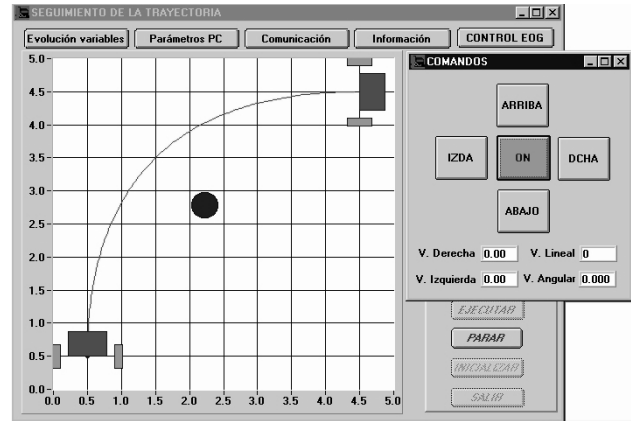 SEGUIMIENTO DE LA TRAYECTORIA
Evolución variables Parámetros PC Comunicación Información CONTROL EOG
COMANDOS
ARRIBA
IZDA ON DCHA
ABAJO
V. Derecha 0.00 V. Lineal 0
V. Izquierda 0.00 V. Angular 0.000
EJECUTAR
PARAR
INICIALIZAR
SALIR
5.0
4.5
4.0
3.5
3.0
2.5
2.0
1.5
1.0
0.5
0.0
0.0 0.5 1.0 1.5 2.0 2.5 3.0 3.5 4.0 4.5 5.0